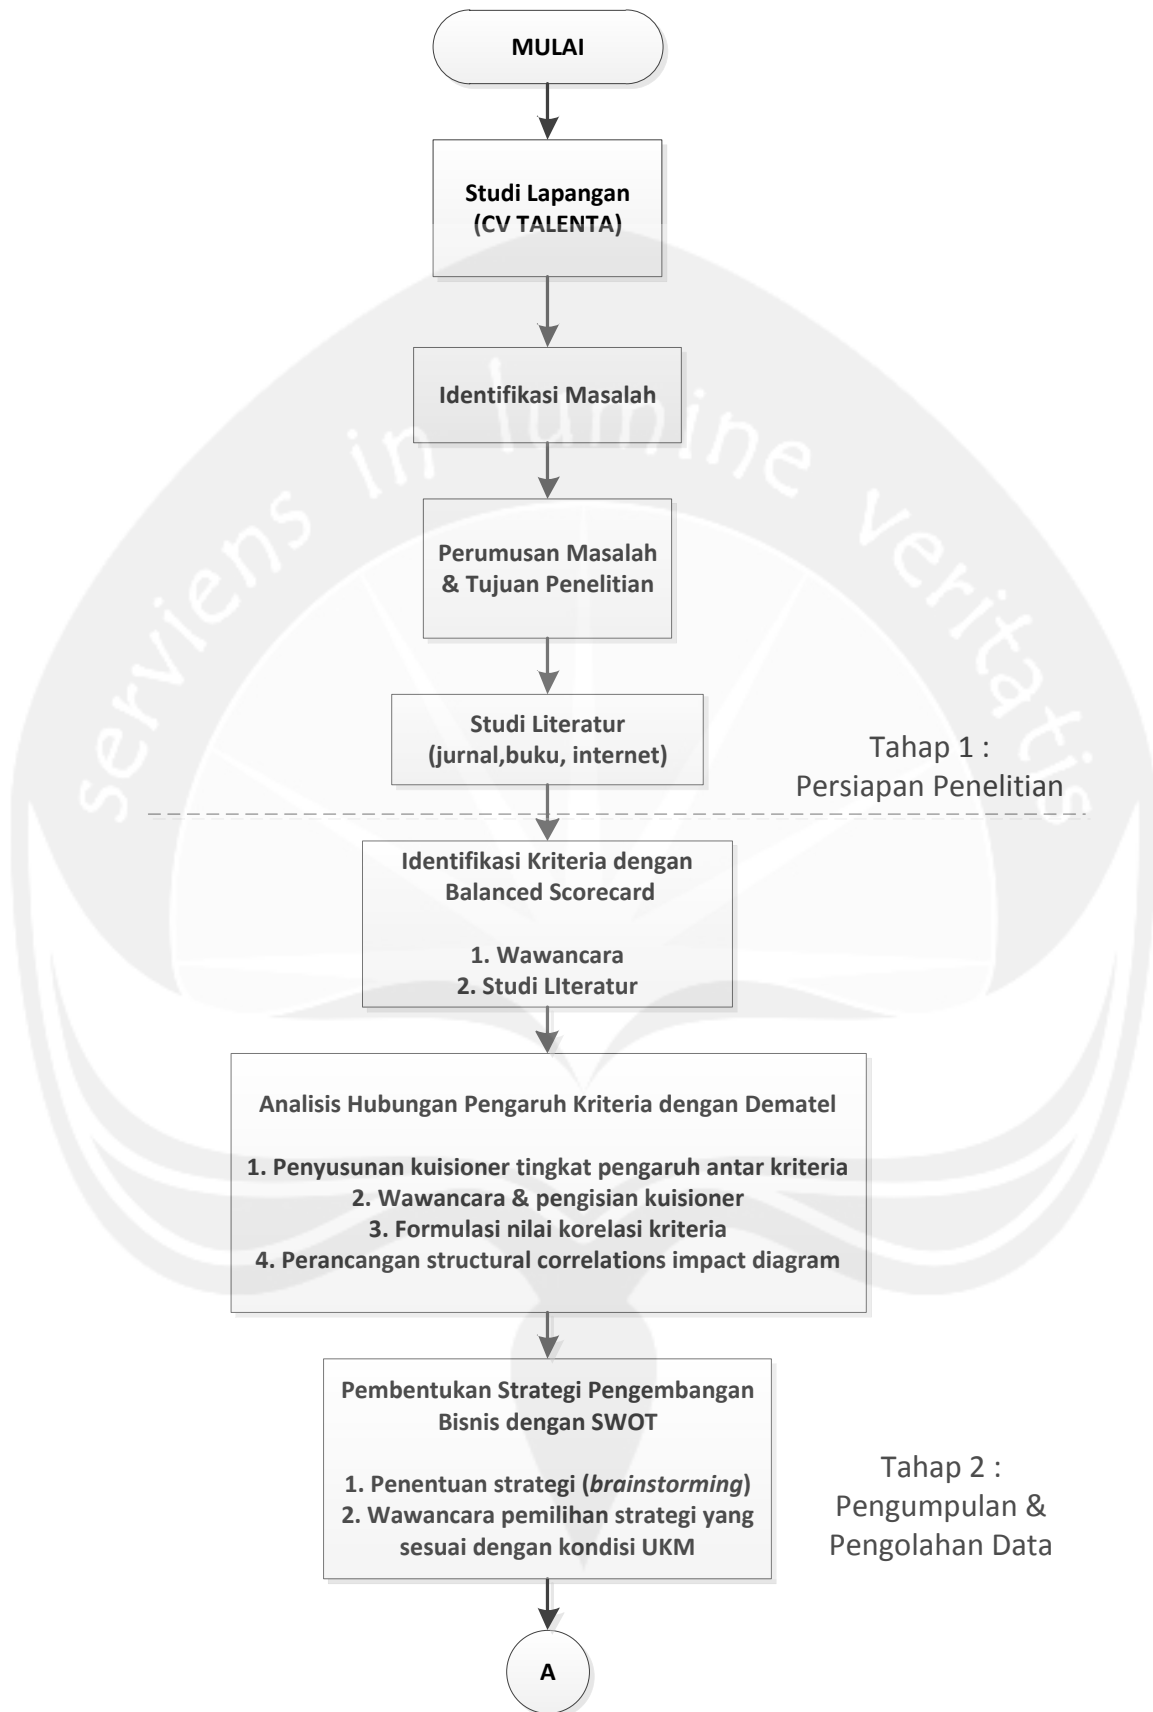 MULAI
Studi Lapangan
(CV TALENTA)
Identifikasi Masalah
serviens in lumine veritatis
Perumusan Masalah
& Tujuan Penelitian
Studi Literatur
(jurnal,buku, internet)
Tahap 1 :
Persiapan Penelitian
Identifikasi Kriteria dengan
Balanced Scorecard
1. Wawancara
2. Studi LIteratur
Analisis Hubungan Pengaruh Kriteria dengan Dematel
1. Penyusunan kuisioner tingkat pengaruh antar kriteria
2. Wawancara & pengisian kuisioner
3. Formulasi nilai korelasi kriteria
4. Perancangan structural correlations impact diagram
Pembentukan Strategi Pengembangan
Bisnis dengan SWOT
1. Penentuan strategi (brainstorming)
2. Wawancara pemilihan strategi yang
sesuai dengan kondisi UKM
Tahap 2 :
Pengumpulan &
Pengolahan Data
A